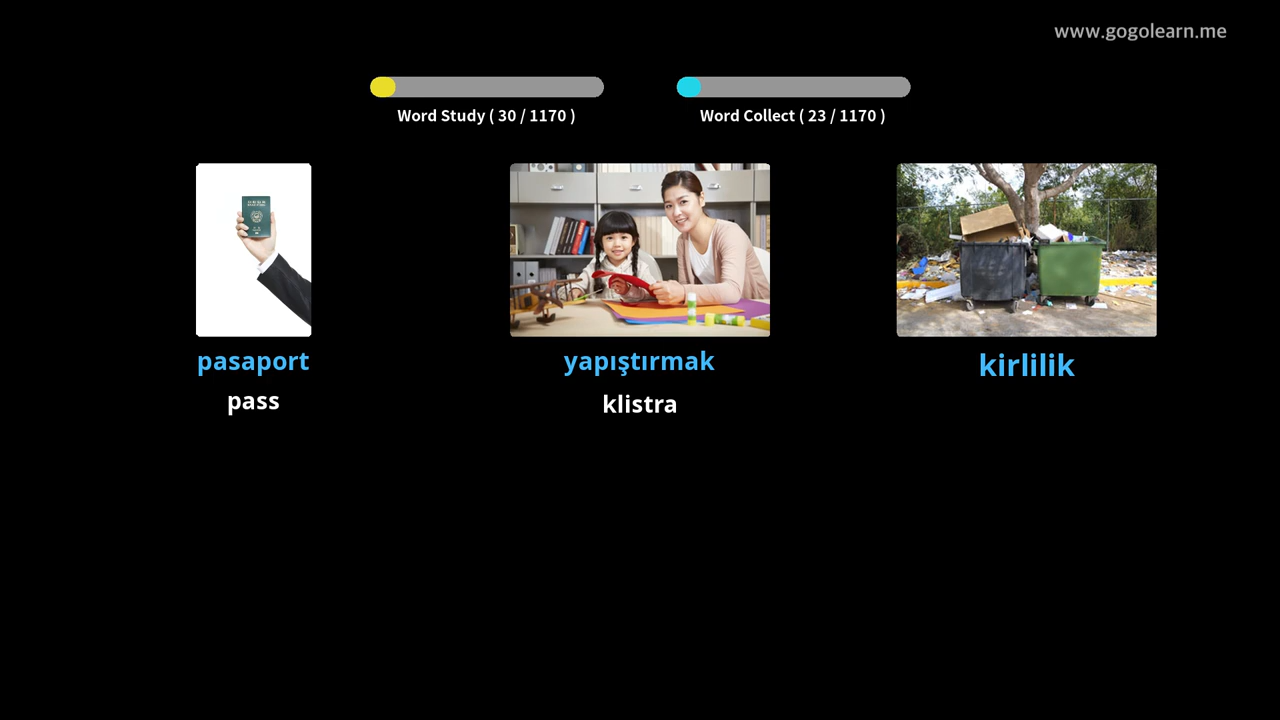 www.gogolearn.me
Word Study ( 30 / 1170 )
Word Collect ( 23 / 1170 )
pasaport
pass
yapıştırmak
klistra
kirlilik